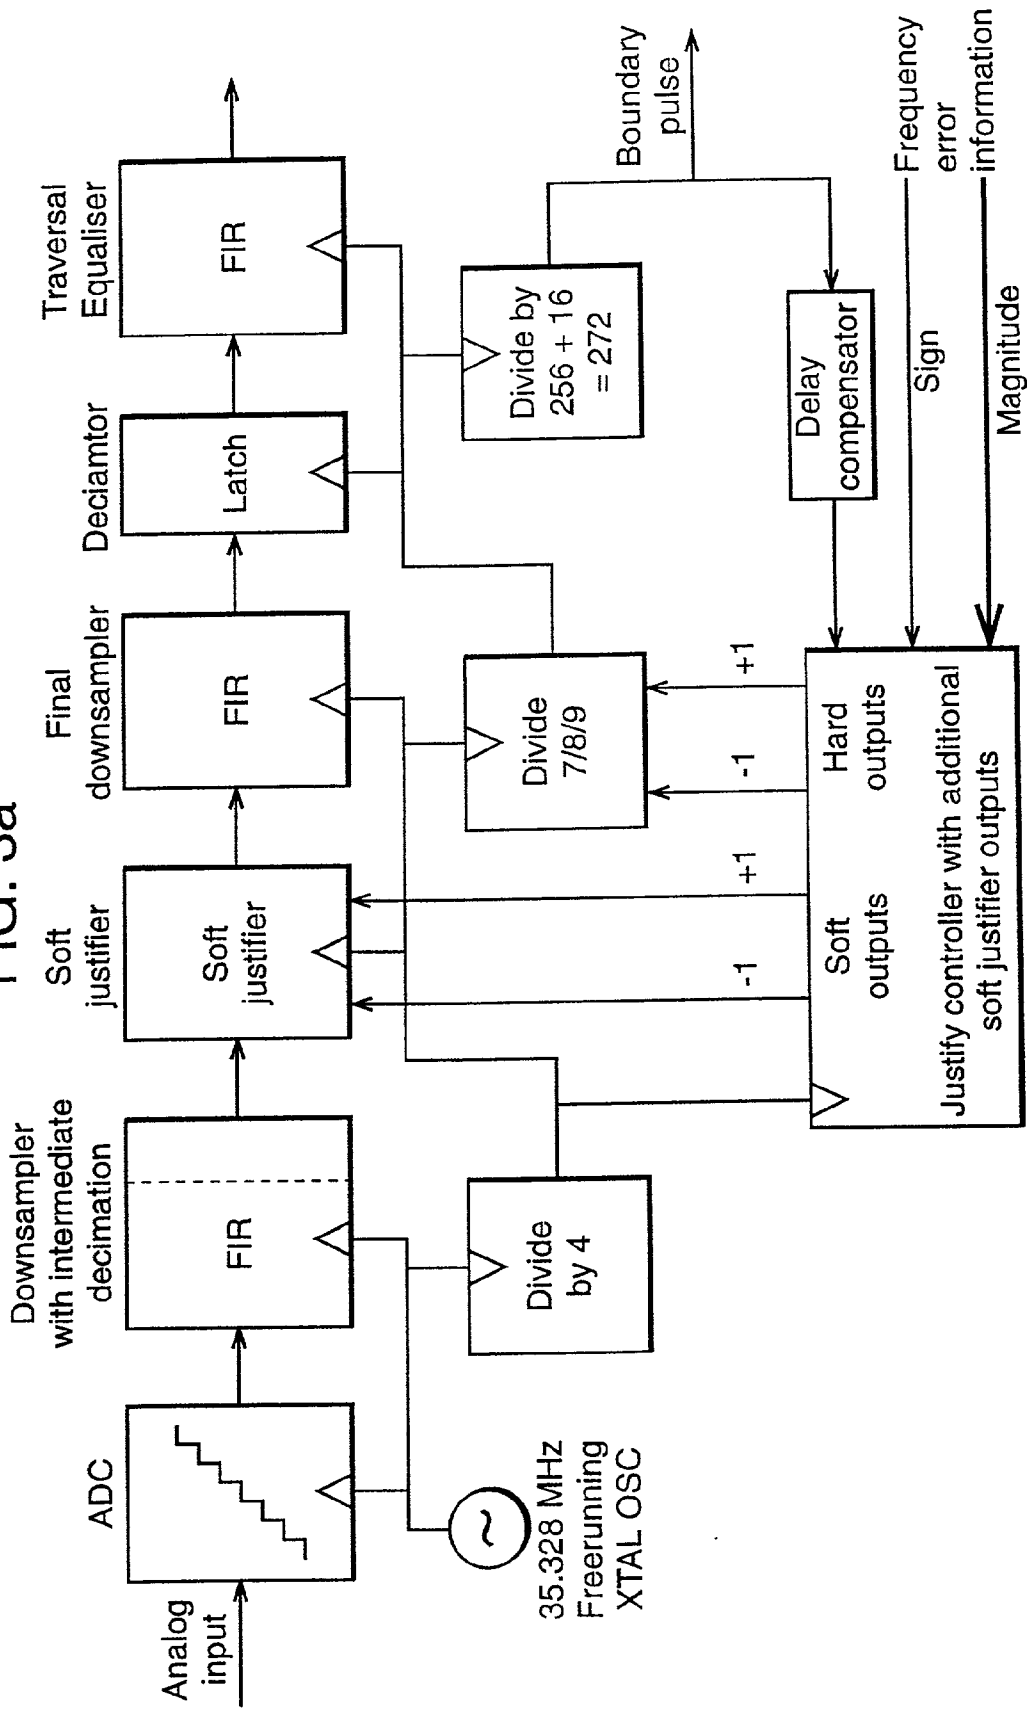 FIG. 3a
ADC
Downsampler
with intermediate
decimation
Soft
justifier
Final
downsampler
Deciamtor
Traversal
Equaliser
Analog
input
FIR
Soft
justifier
FIR
Latch
FIR
35.328 MHz
Freerunning
XTAL OSC
~
Divide
by 4
Divide
7/8/9
Divide by
256 + 16
= 272
Boundary
pulse
-1
+1
-1
+1
Delay
compensator
Soft
outputs
Hard
outputs
Justify controller with additional
soft justifier outputs
Sign
Magnitude
Frequency
error
information